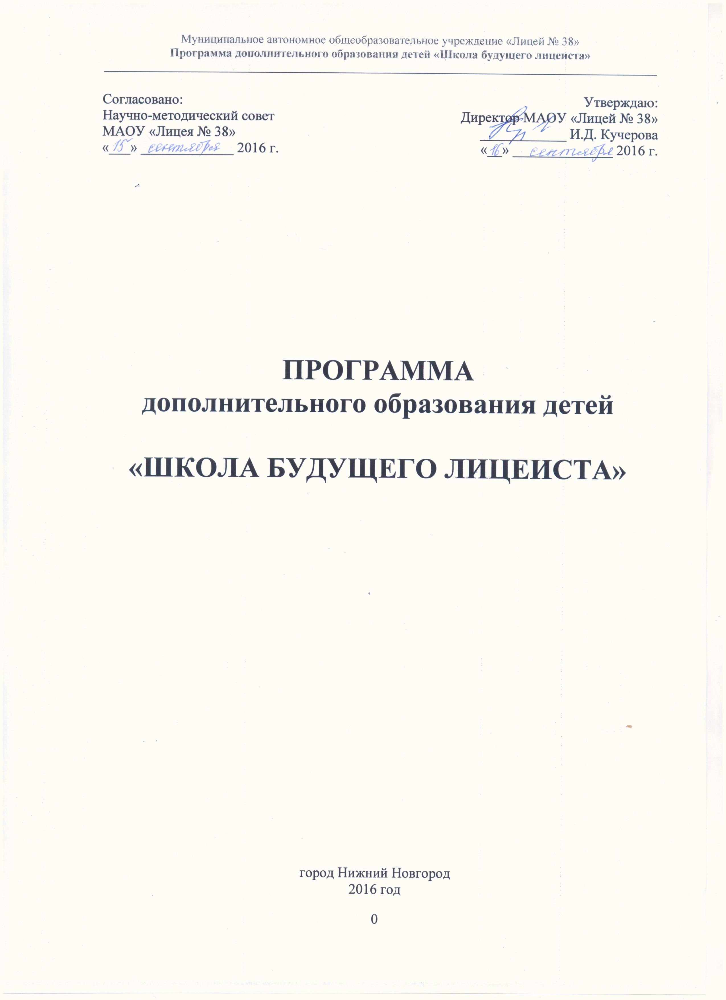 Муниципальное автономное общеобразовательное учреждение «Лицей № 38»
Программа дополнительного образования детей «Школа будущего лицеиста»
Согласовано:
Научно-методический совет
МАОУ «Лицея № 38»
«15» сентября 2016 г.
Утверждаю:
Директор МАОУ «Лицей № 38»
И.Д. Кучерова
«16» сентября 2016 г.
ПРОГРАММА
дополнительного образования детей
«ШКОЛА БУДУЩЕГО ЛИЦЕИСТА»
город Нижний Новгород
2016 год
0